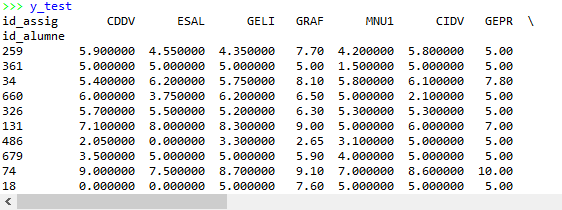 >>> y_test
id_assig CDDV ESAL GELI GRAF MNU1 CIDV GEPR \
id_alumne
259 5.900000 4.550000 4.350000 7.70 4.200000 5.800000 5.00
361 5.000000 5.000000 5.000000 5.00 1.500000 5.000000 5.00
34 5.400000 6.200000 5.750000 8.10 5.800000 6.100000 7.80
660 6.000000 3.750000 6.200000 6.50 5.000000 2.100000 5.00
326 5.700000 5.500000 5.200000 6.30 5.300000 5.300000 5.00
131 7.100000 8.000000 8.300000 9.00 5.000000 6.000000 7.00
486 2.050000 0.000000 3.300000 2.65 3.100000 5.000000 5.00
679 3.500000 5.000000 5.000000 5.90 4.000000 5.000000 5.00
74 9.000000 7.500000 8.700000 9.10 7.000000 8.600000 10.00
18 0.000000 0.000000 5.000000 7.60 5.000000 5.000000 5.00